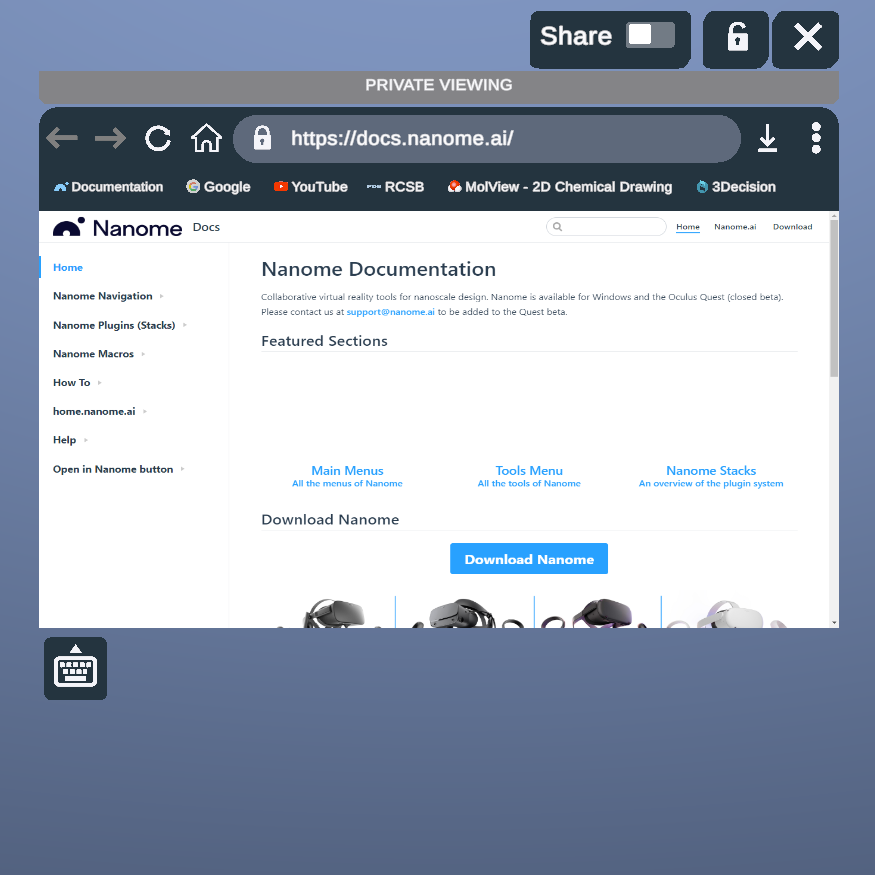 Share
PRIVATE VIEWING
https://docs.nanome.ai/
Documentation Google YouTube RCSB MolView - 2D Chemical Drawing 3Decision
Nanome Docs Home Nanome.ai Download
Home
Nanome Navigation
Nanome Plugins (Stacks)
Nanome Macros
How To
home.nanome.ai
Help
Open in Nanome button
Nanome Documentation
Collaborative virtual reality tools for nanoscale design. Nanome is available for Windows and the Oculus Quest (closed beta).
Please contact us at support@nanome.ai to be added to the Quest beta.
Featured Sections
Main Menus Tools Menu Nanome Stacks
All the menus of Nanome All the tools of Nanome An overview of the plugin system
Download Nanome
Download Nanome